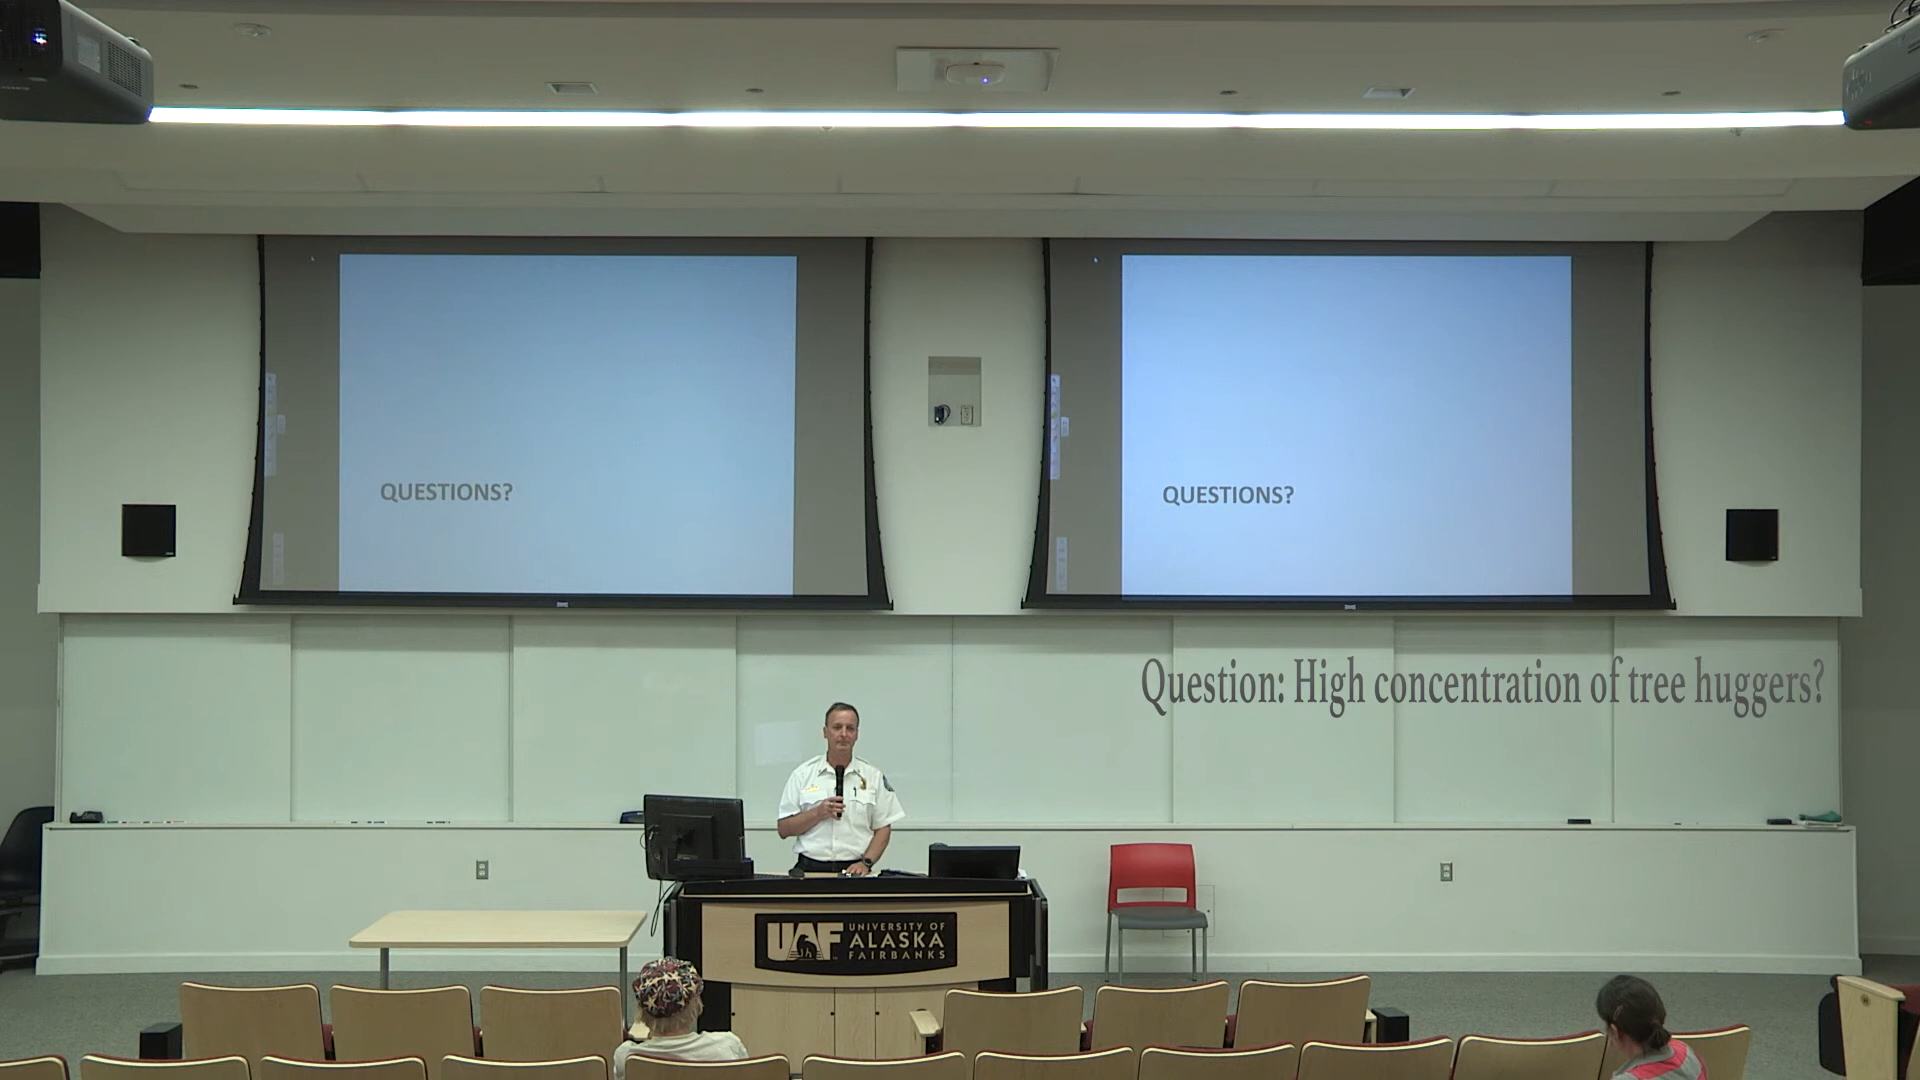 QUESTIONS?
QUESTIONS?
Question: High concentration of tree huggers?
UAF
UNIVERSITY OF
ALASKA
FAIRBANKS